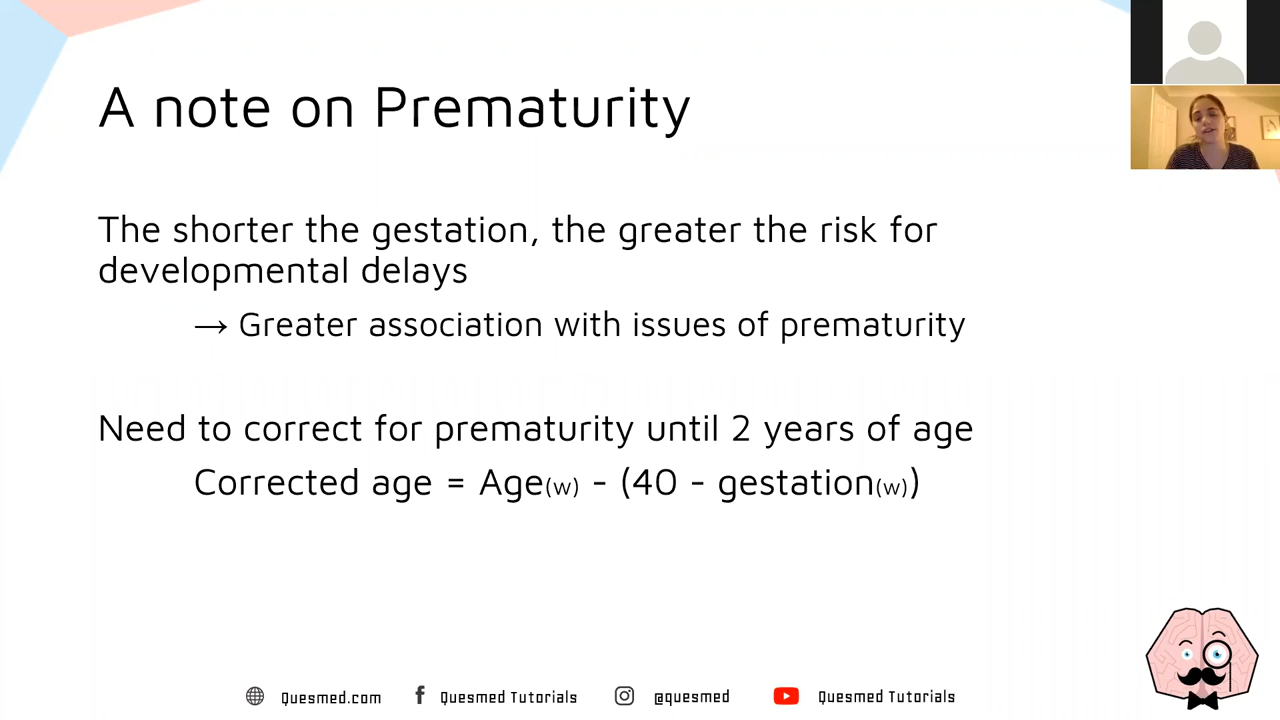 A note on Prematurity
The shorter the gestation, the greater the risk for
developmental delays
→ Greater association with issues of prematurity
Need to correct for prematurity until 2 years of age
Corrected age = Age(w) - (40 - gestation(w))
Quesmed.com Quesmed Tutorials @quesmed Quesmed Tutorials